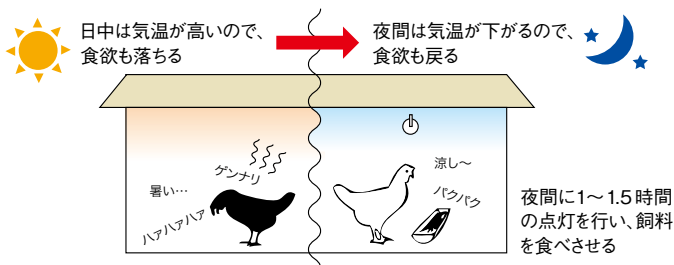 日中は気温が高いので、
食欲も落ちる
夜間は気温が下がるので、
食欲も戻る
ゲンナリ
暑い…
ハァハァハァ
涼し～
パクパク
夜間に1～1.5時間
の点灯を行い、飼料
を食べさせる